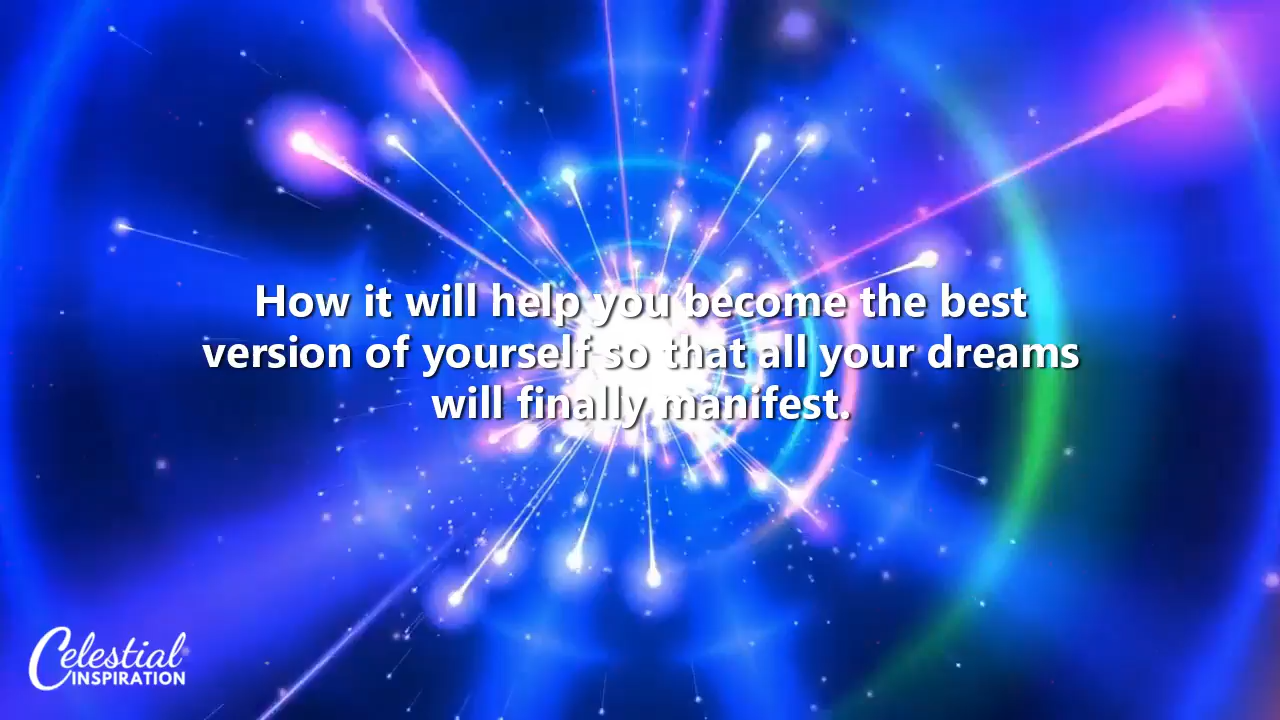 How it will help you become the best
version of yourself so that all your dreams
will finally manifest.
Celestial
INSPIRATION